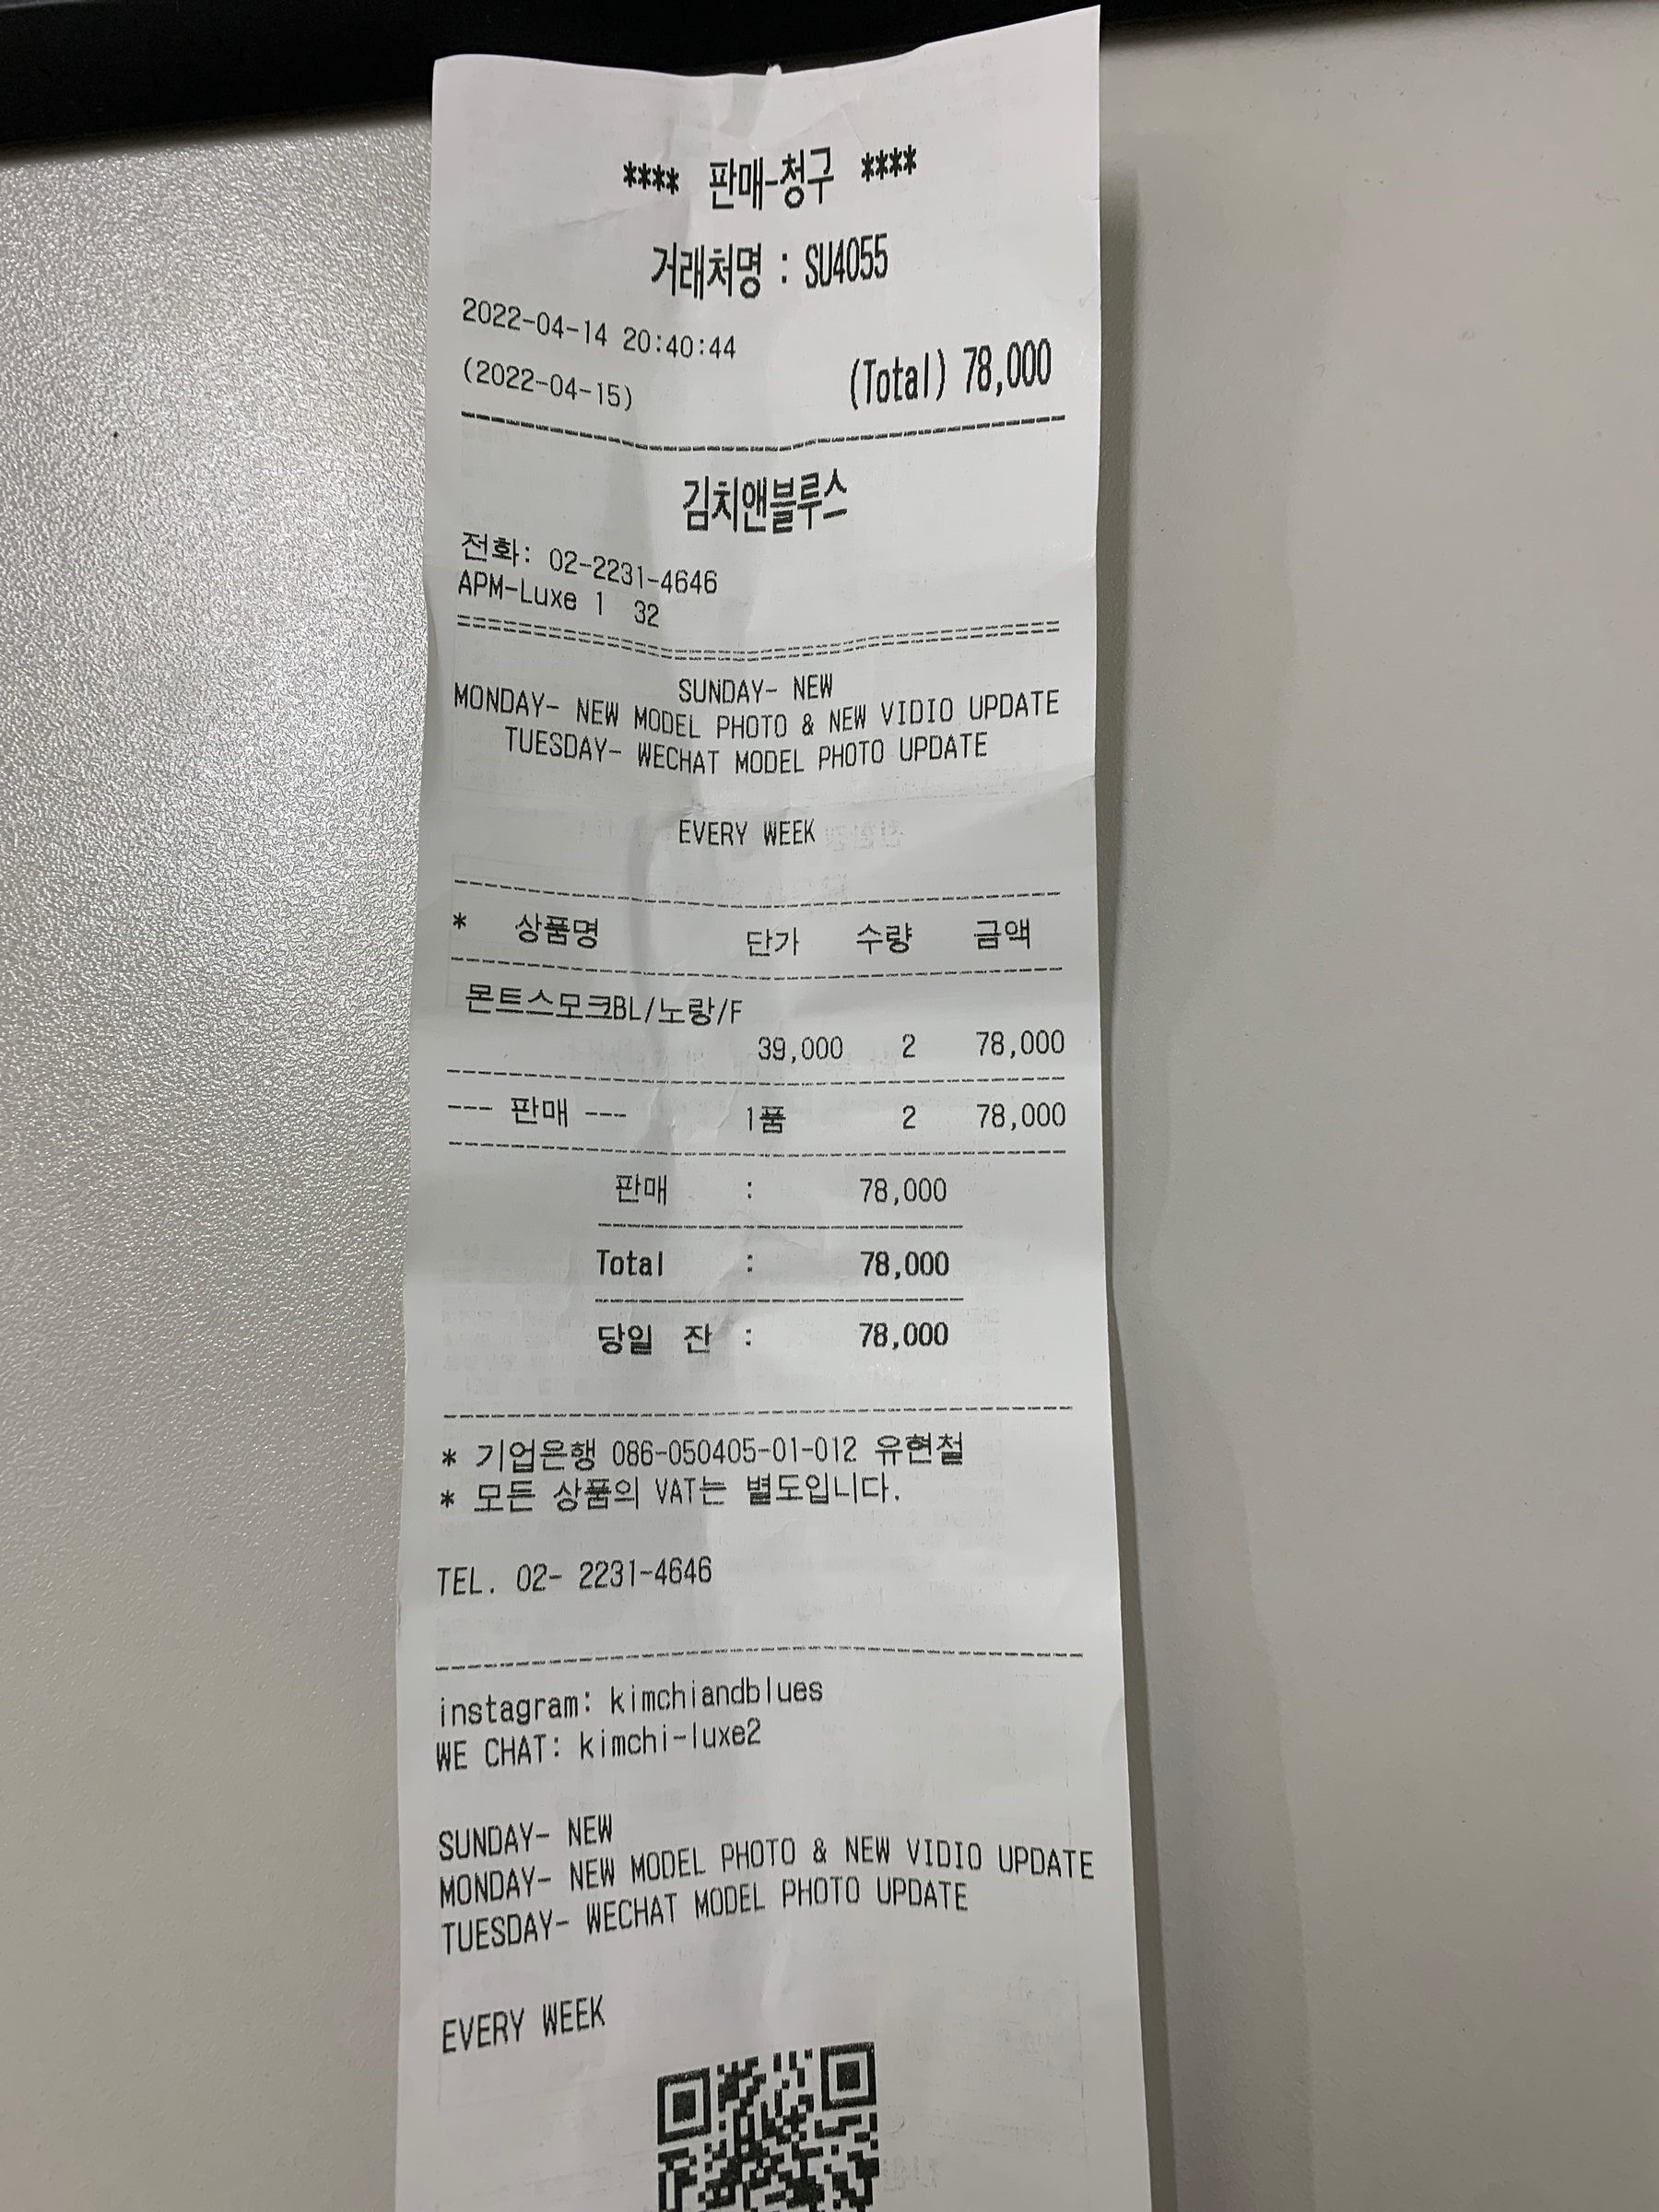 **** 판매-청구 ****
거래처명 : SU4055
2022-04-14 20:40:44
(2022-04-15) (Total) 78,000
김치앤블루스
전화: 02-2231-4646
APM-Luxe 1 32
SUNDAY- NEW
MONDAY- NEW MODEL PHOTO & NEW VIDIO UPDATE
TUESDAY- WECHAT MODEL PHOTO UPDATE
EVERY WEEK
* 상품명 단가 수량 금액
몬트스모크BL/노랑/F
39,000 2 78,000
--- 판매 --- 1품 2 78,000
판매 : 78,000
Total : 78,000
당일 잔 : 78,000
* 기업은행 086-050405-01-012 유현철
* 모든 상품의 VAT는 별도입니다.
TEL. 02- 2231-4646
instagram: kimchiandblues
WE CHAT: kimchi-luxe2
SUNDAY- NEW
MONDAY- NEW MODEL PHOTO & NEW VIDIO UPDATE
TUESDAY- WECHAT MODEL PHOTO UPDATE
EVERY WEEK